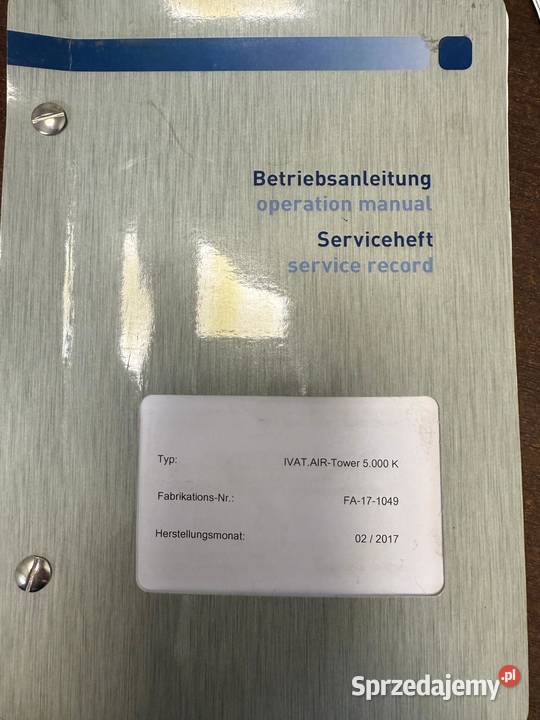 Betriebsanleitung
operation manual
Serviceheft
service record
Typ: IVAT.AIR-Tower 5.000 K
Fabrikations-Nr.: FA-17-1049
Herstellungsmonat: 02 / 2017
Sprzedajemy.pl